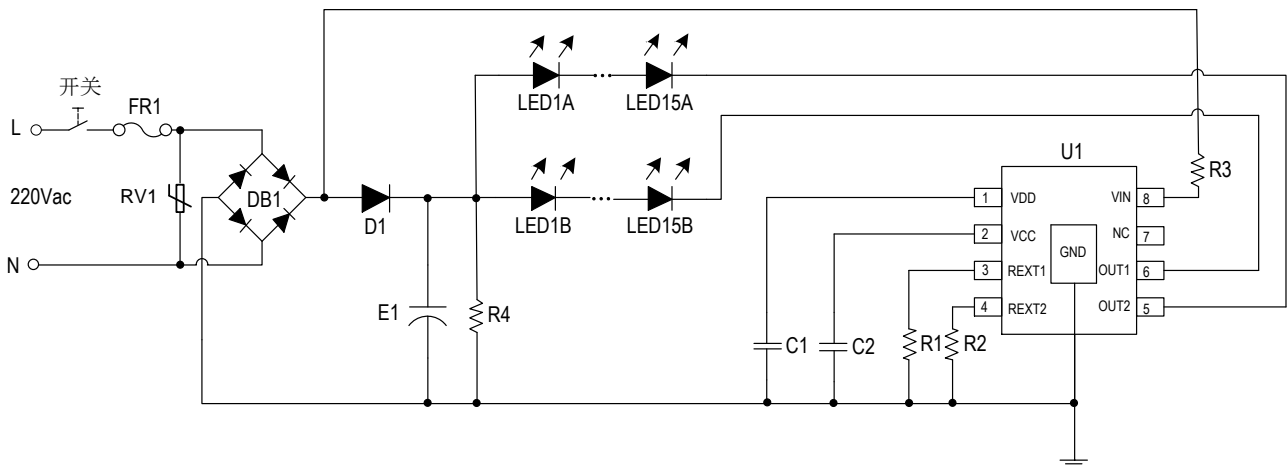 开关
FR1
L
220Vac
RV1
DB1
N
D1
E1
R4
LED1A
LED15A
LED1B
LED15B
C1
C2
R1
R2
U1
1 VDD
2 VCC
3 REXT1
4 REXT2
GND
VIN 8
NC 7
OUT1 6
OUT2 5
R3